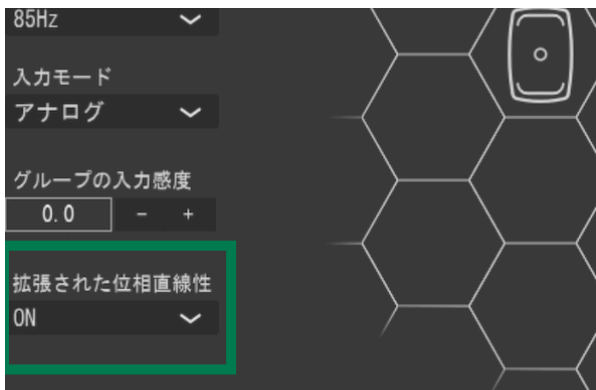 85Hz
入力モード
アナログ
グループの入力感度
0.0 - +
拡張された位相直線性
ON